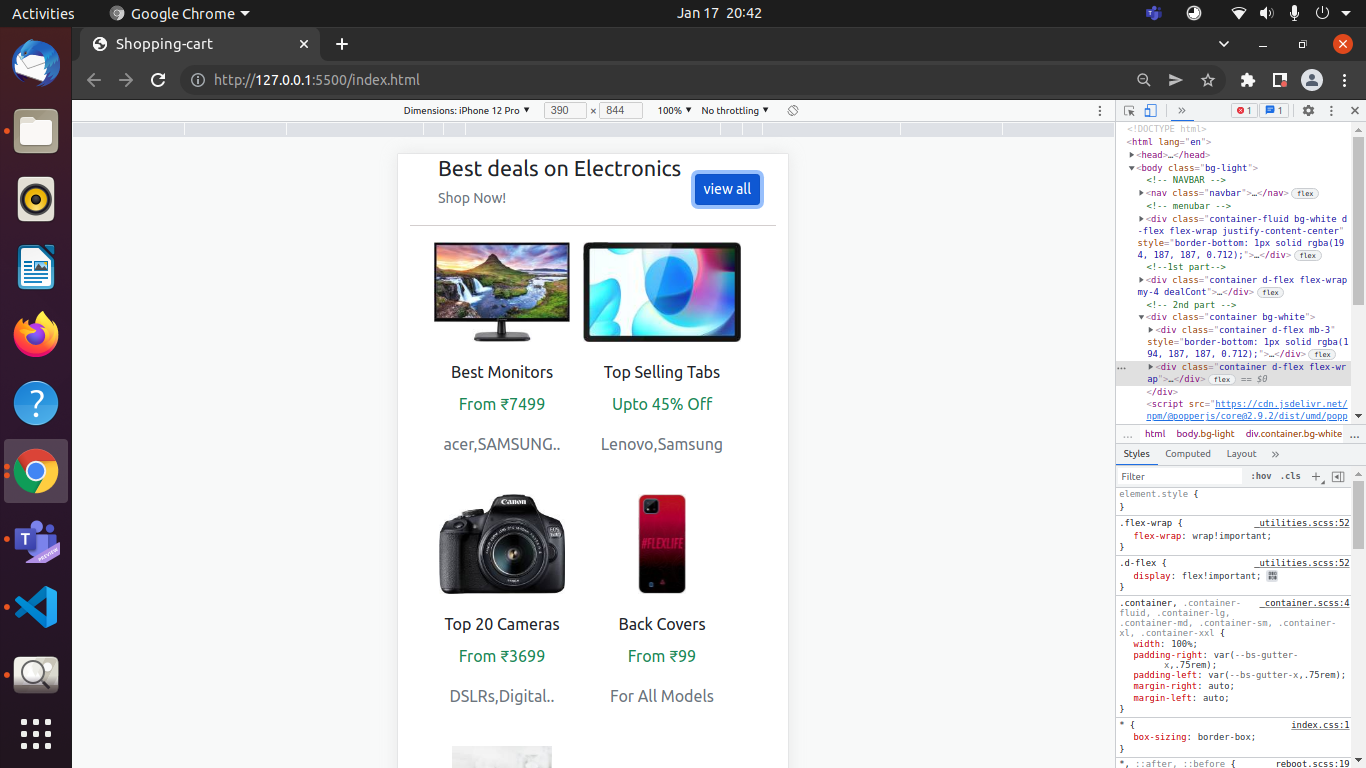 Activities
Google Chrome
Jan 17 20:42
Shopping-cart
http://127.0.0.1:5500/index.html
Dimensions: iPhone 12 Pro
390 × 844
100%
No throttling
1
1
Best deals on Electronics
Shop Now!
view all
Best Monitors
From ₹7499
acer,SAMSUNG..
Top Selling Tabs
Upto 45% Off
Lenovo,Samsung
Canon
Top 20 Cameras
From ₹3699
DSLRs,Digital..
#FLEXLIFE
Back Covers
From ₹99
For All Models
PREVIEW
<!DOCTYPE html>
<html lang="en">
<head>…</head>
<body class="bg-light">
<!-- NAVBAR -->
<nav class="navbar">…</nav> flex
<!-- menubar -->
<div class="container-fluid bg-white d
-flex flex-wrap justify-content-center"
style="border-bottom: 1px solid rgba(19
4, 187, 187, 0.712);">…</div> flex
<!--1st part-->
<div class="container d-flex flex-wrap
my-4 dealCont">…</div> flex
<!-- 2nd part -->
<div class="container bg-white">
<div class="container d-flex mb-3"
style="border-bottom: 1px solid rgba(1
94, 187, 187, 0.712);">…</div> flex
<div class="container d-flex flex-wr
ap">…</div> flex == $0
</div>
<script src="https://cdn.jsdelivr.net/
npm/@popperjs/core@2.9.2/dist/umd/popp
… html body.bg-light div.container.bg-white …
Styles Computed Layout »
Filter :hov .cls +
element.style {
}
.flex-wrap { _utilities.scss:52
flex-wrap: wrap!important;
}
.d-flex { _utilities.scss:52
display: flex!important;
}
.container, .container- _container.scss:4
fluid, .container-lg,
.container-md, .container-sm, .container-
xl, .container-xxl {
width: 100%;
padding-right: var(--bs-gutter-
x,.75rem);
padding-left: var(--bs-gutter-x,.75rem);
margin-right: auto;
margin-left: auto;
}
* { index.css:1
box-sizing: border-box;
}
*, ::after, ::before { reboot.scss:19